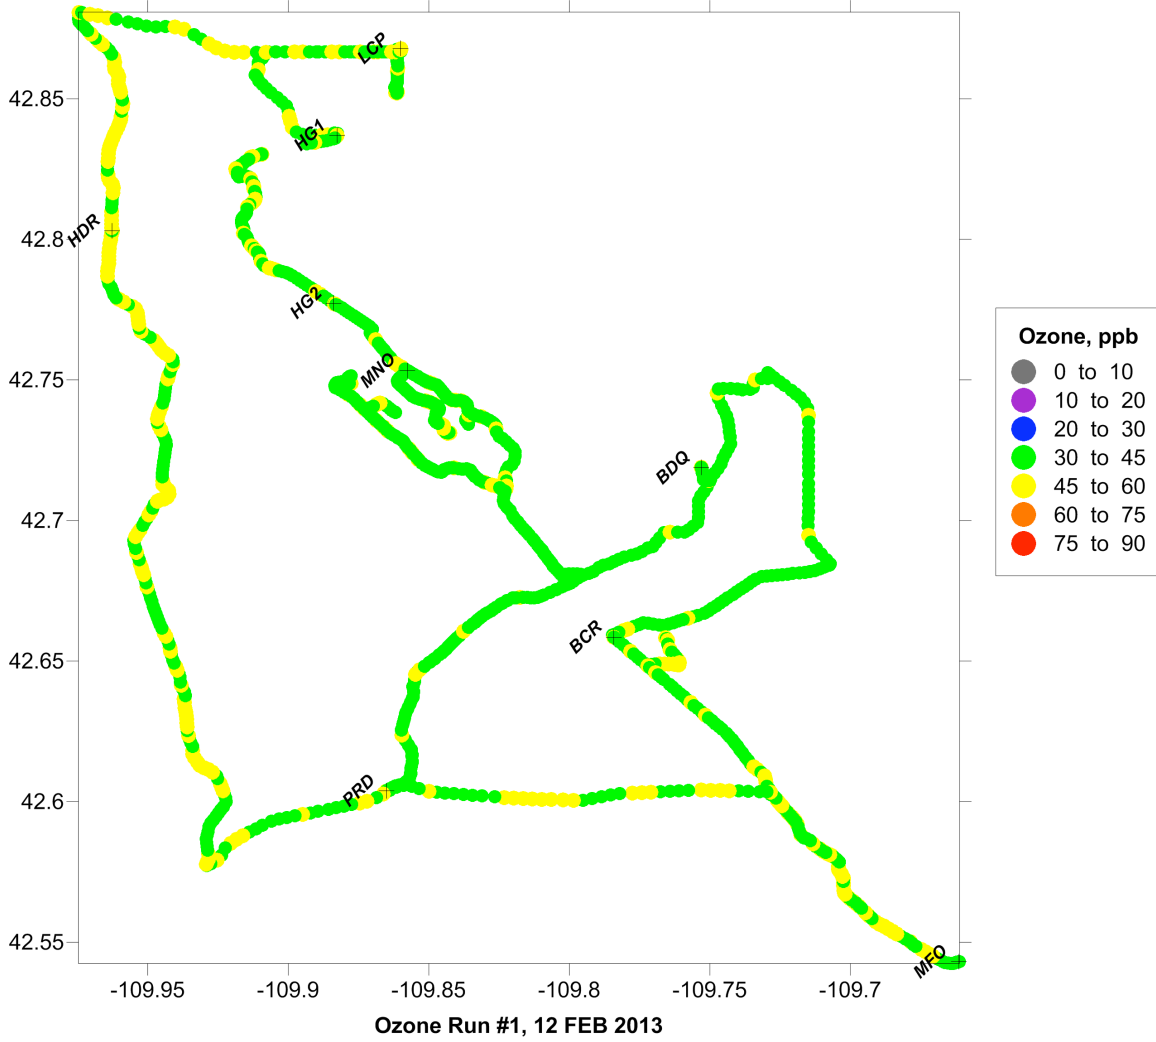 LCP
42.85
HG1
HDR
42.8
HG2
MNO
42.75
BDQ
42.7
BCR
42.65
PRD
42.6
42.55
MFO
-109.95 -109.9 -109.85 -109.8 -109.75 -109.7
Ozone Run #1, 12 FEB 2013
Ozone, ppb
0 to 10
10 to 20
20 to 30
30 to 45
45 to 60
60 to 75
75 to 90